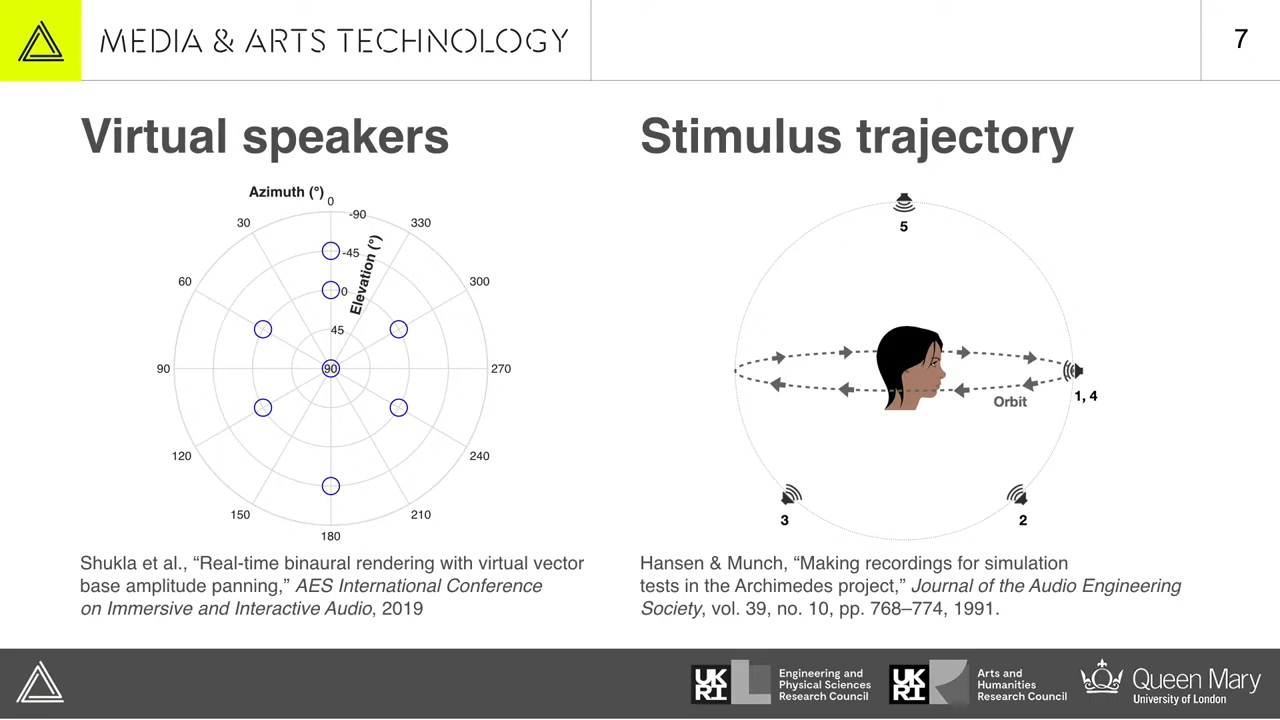 MEDIA & ARTS TECHNOLOGY
7
Virtual speakers
Stimulus trajectory
Azimuth (°)
0
30
-90
330
-45
Elevation (°)
60
300
0
45
90
90
270
120
240
150
210
180
5
Orbit
1, 4
3
2
Shukla et al., “Real-time binaural rendering with virtual vector
base amplitude panning,” AES International Conference
on Immersive and Interactive Audio, 2019
Hansen & Munch, “Making recordings for simulation
tests in the Archimedes project,” Journal of the Audio Engineering
Society, vol. 39, no. 10, pp. 768–774, 1991.
UK
RI
Engineering and
Physical Sciences
Research Council
UK
RI
Arts and
Humanities
Research Council
Queen Mary
University of London